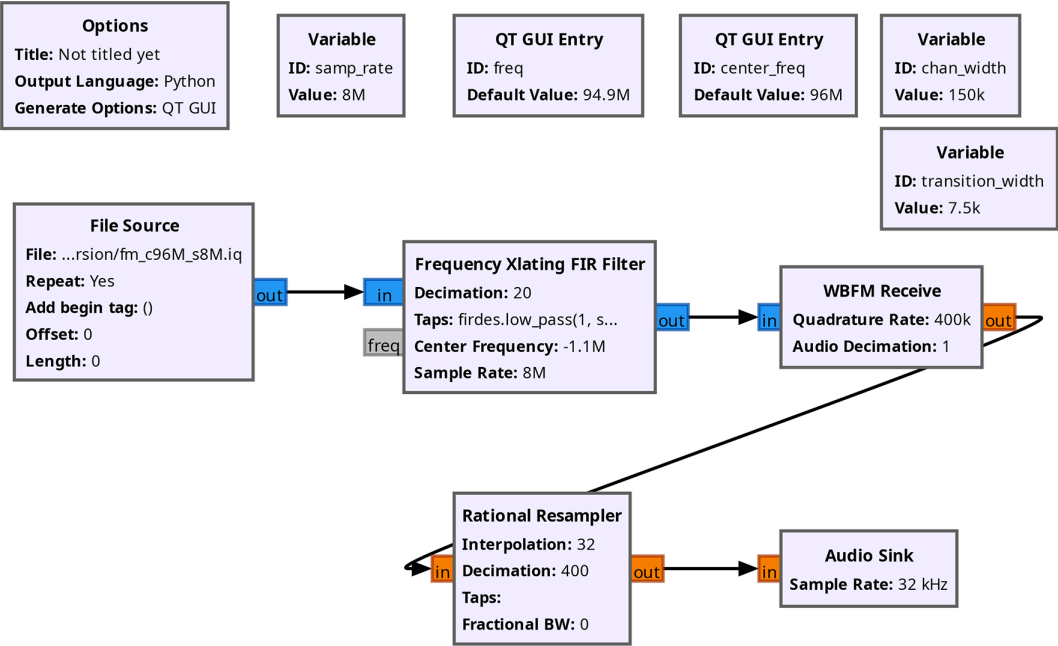 Options
Title: Not titled yet
Output Language: Python
Generate Options: QT GUI
Variable
ID: samp_rate
Value: 8M
QT GUI Entry
ID: freq
Default Value: 94.9M
QT GUI Entry
ID: center_freq
Default Value: 96M
Variable
ID: chan_width
Value: 150k
Variable
ID: transition_width
Value: 7.5k
File Source
File: ...rsion/fm_c96M_s8M.iq
Repeat: Yes
Add begin tag: ()
Offset: 0
Length: 0
out
in
freq
Frequency Xlating FIR Filter
Decimation: 20
Taps: firdes.low_pass(1, s...
Center Frequency: -1.1M
Sample Rate: 8M
out
in
WBFM Receive
Quadrature Rate: 400k
Audio Decimation: 1
out
in
Rational Resampler
Interpolation: 32
Decimation: 400
Taps:
Fractional BW: 0
out
in
Audio Sink
Sample Rate: 32 kHz